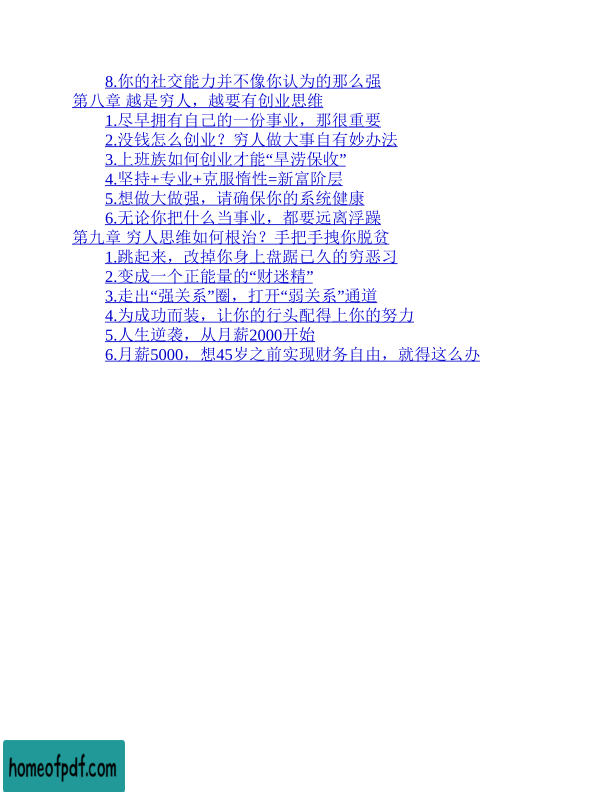 8.你的社交能力并不像你认为的那么强
第八章 越是穷人，越要有创业思维
1.尽早拥有自己的一份事业，那很重要
2.没钱怎么创业？穷人做大事自有妙办法
3.上班族如何创业才能“旱涝保收”
4.坚持+专业+克服惰性=新富阶层
5.想做大做强，请确保你的系统健康
6.无论你把什么当事业，都要远离浮躁
第九章 穷人思维如何根治？手把手拽你脱贫
1.跳起来，改掉你身上盘踞已久的穷恶习
2.变成一个正能量的“财迷精”
3.走出“强关系”圈，打开“弱关系”通道
4.为成功而装，让你的行头配得上你的努力
5.人生逆袭，从月薪2000开始
6.月薪5000，想45岁之前实现财务自由，就得这么办
homeofpdf.com